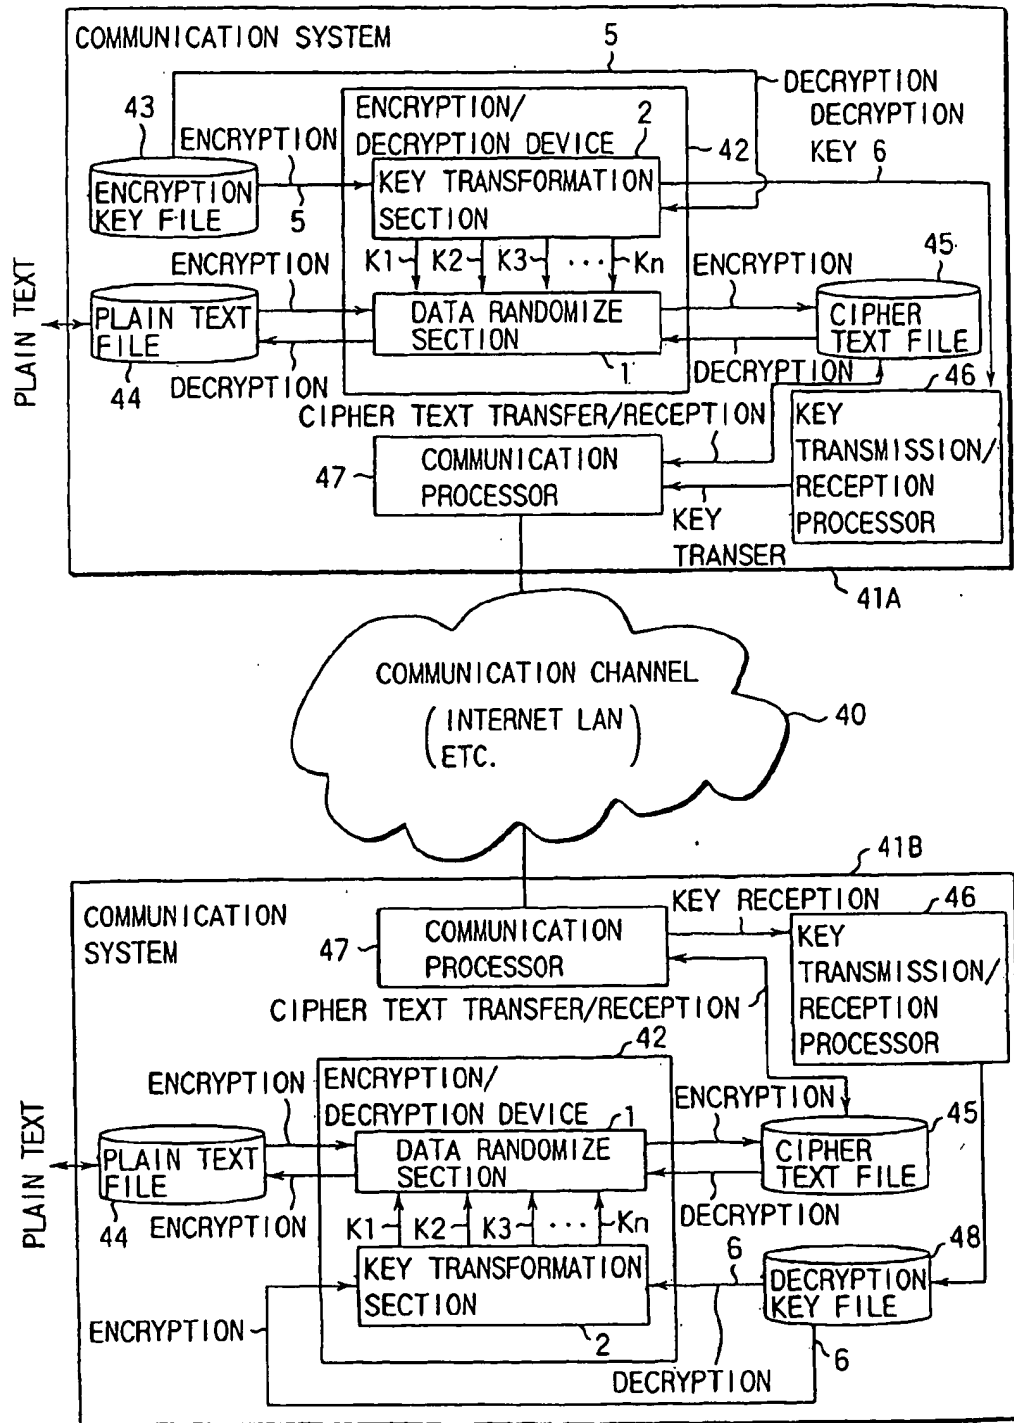 COMMUNICATION SYSTEM
5
DECRYPTION
DECRYPTION
KEY 6
43
ENCRYPTION
ENCRYPTION/
DECRYPTION DEVICE
2
42
ENCRYPTION
KEY FILE
5
KEY TRANSFORMATION
SECTION
K1
K2
K3
...
Kn
ENCRYPTION
ENCRYPTION
45
PLAIN TEXT
PLAIN TEXT
FILE
DATA RANDOMIZE
SECTION
CIPHER
TEXT FILE
44
DECRYPTION
1
DECRYPTION
46
CIPHER TEXT TRANSFER/RECEPTION
KEY
TRANSMISSION/
RECEPTION
PROCESSOR
47
COMMUNICATION
PROCESSOR
KEY
TRANSER
41A
COMMUNICATION CHANNEL
(INTERNET LAN
ETC.)
40
41B
COMMUNICATION
SYSTEM
47
COMMUNICATION
PROCESSOR
KEY RECEPTION
46
KEY
TRANSMISSION/
RECEPTION
PROCESSOR
CIPHER TEXT TRANSFER/RECEPTION
42
ENCRYPTION
ENCRYPTION/
DECRYPTION DEVICE
1
ENCRYPTION
45
PLAIN TEXT
PLAIN TEXT
FILE
DATA RANDOMIZE
SECTION
CIPHER
TEXT FILE
44
ENCRYPTION
K1
K2
K3
...
Kn
DECRYPTION
48
KEY TRANSFORMATION
SECTION
6
DECRYPTION
KEY FILE
ENCRYPTION
2
DECRYPTION
6